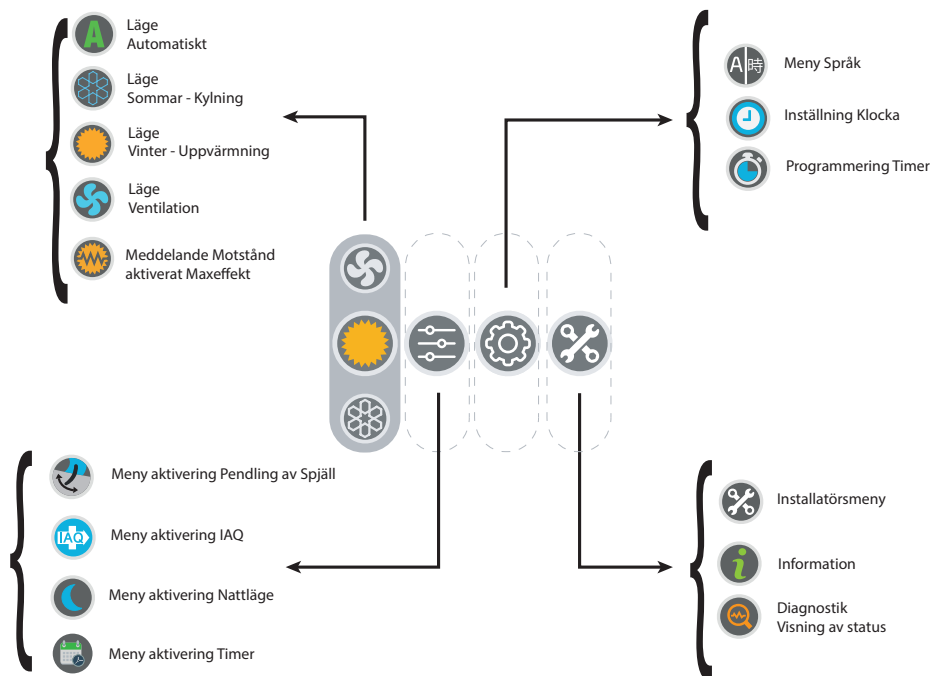 Läge
Automatiskt
Läge
Sommar - Kylning
Läge
Vinter - Uppvärmning
Läge
Ventilation
Meddelande Motstånd
aktiverat Maxeffekt
A 時
Meny Språk
Inställning Klocka
Programmering Timer
Meny aktivering Pendling av Spjäll
IAQ
Meny aktivering IAQ
Meny aktivering Nattläge
Meny aktivering Timer
Installatörsmeny
i
Information
Diagnostik
Visning av status